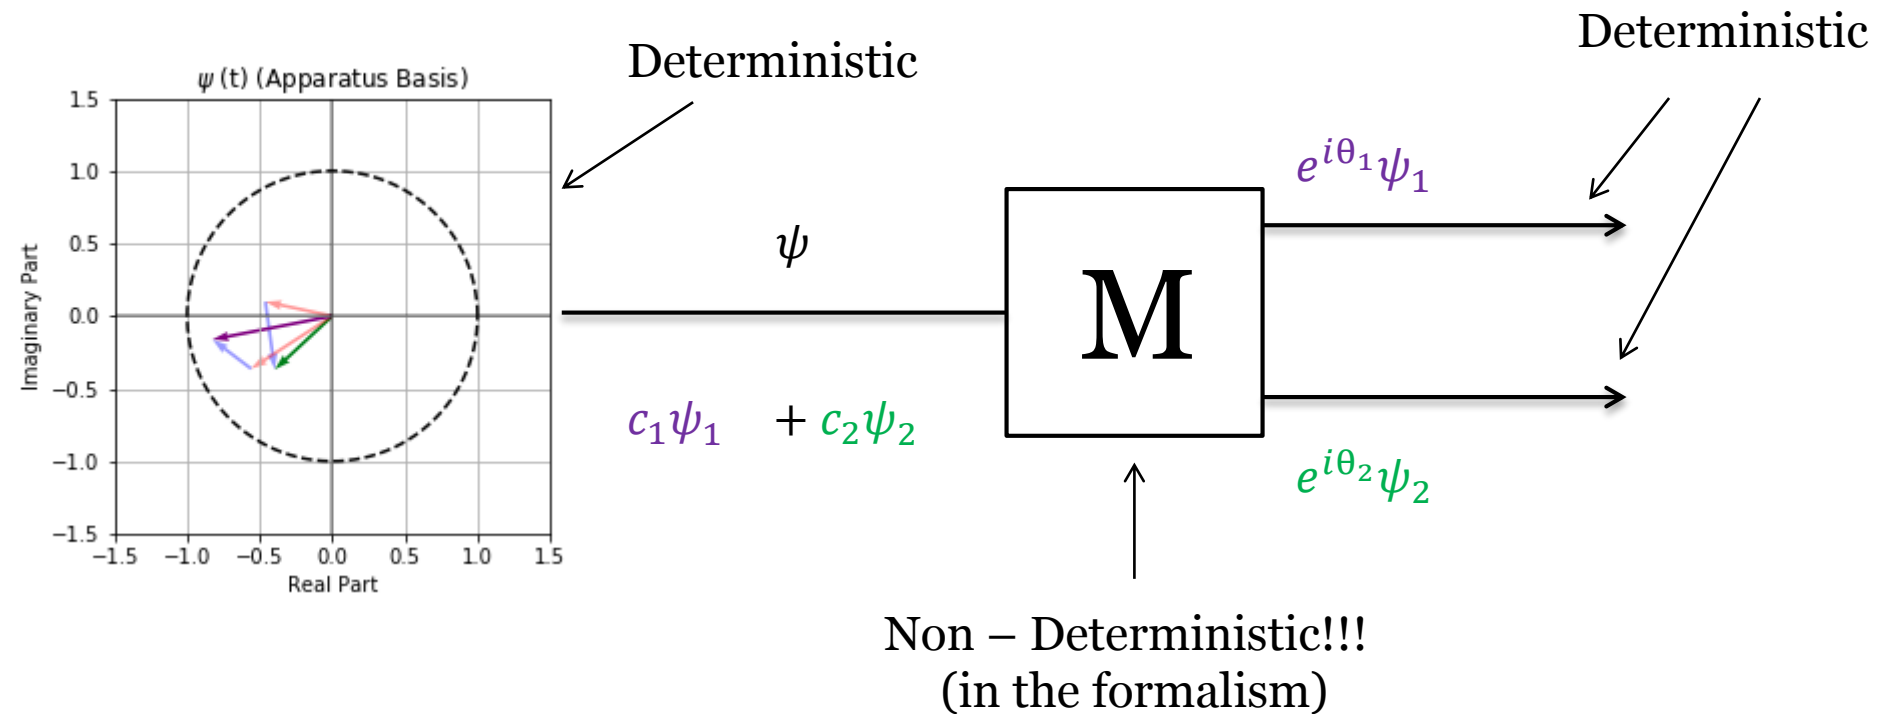 ψ (t) (Apparatus Basis)
1.5
1.0
0.5
0.0
−0.5
−1.0
−1.5
Imaginary Part
−1.5 −1.0 −0.5 0.0 0.5 1.0 1.5
Real Part
Deterministic
ψ
c₁ψ₁ + c₂ψ₂
M
Deterministic
e^{iθ₁}ψ₁
e^{iθ₂}ψ₂
Non – Deterministic!!!
(in the formalism)